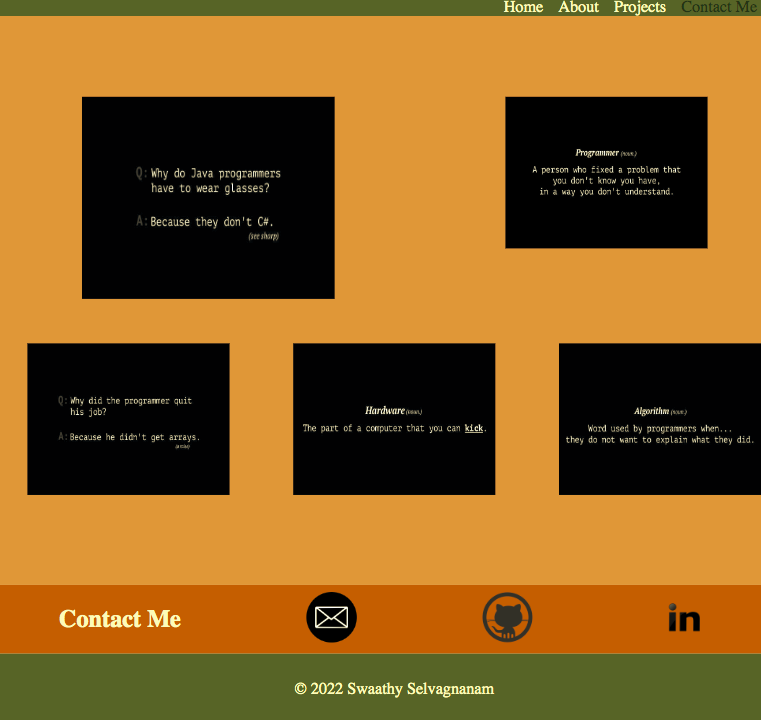 Home About Projects Contact Me
Q: Why do Java programmers
have to wear glasses?
A: Because they don't C#.
(see sharp)
Programmer (noun.)
A person who fixed a problem that
you don't know you have,
in a way you don't understand.
Q: Why did the programmer quit
his job?
A: Because he didn't get arrays.
Hardware (noun.)
The part of a computer that you can kick.
Algorithm (noun.)
Word used by programmers when...
they do not want to explain what they did.
Contact Me
in
© 2022 Swaathy Selvagnanam